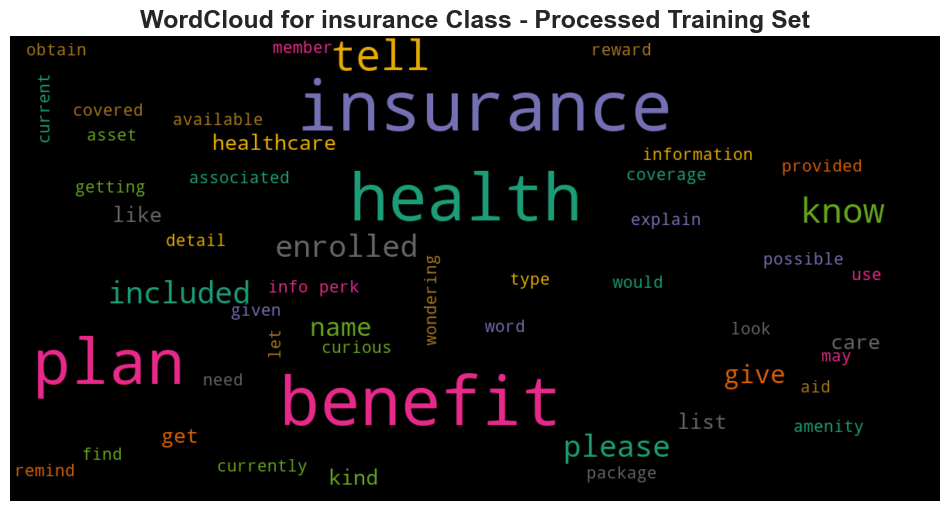 WordCloud for insurance Class - Processed Training Set
obtain
member
tell
reward
current
covered
available
insurance
asset
healthcare
information
coverage
provided
getting
associated
health
like
explain
know
detail
enrolled
wondering
type
would
possible
use
included
info perk
given
let
name
curious
word
look
care
may
plan
need
benefit
give
aid
get
list
amenity
find
currently
please
remind
kind
package